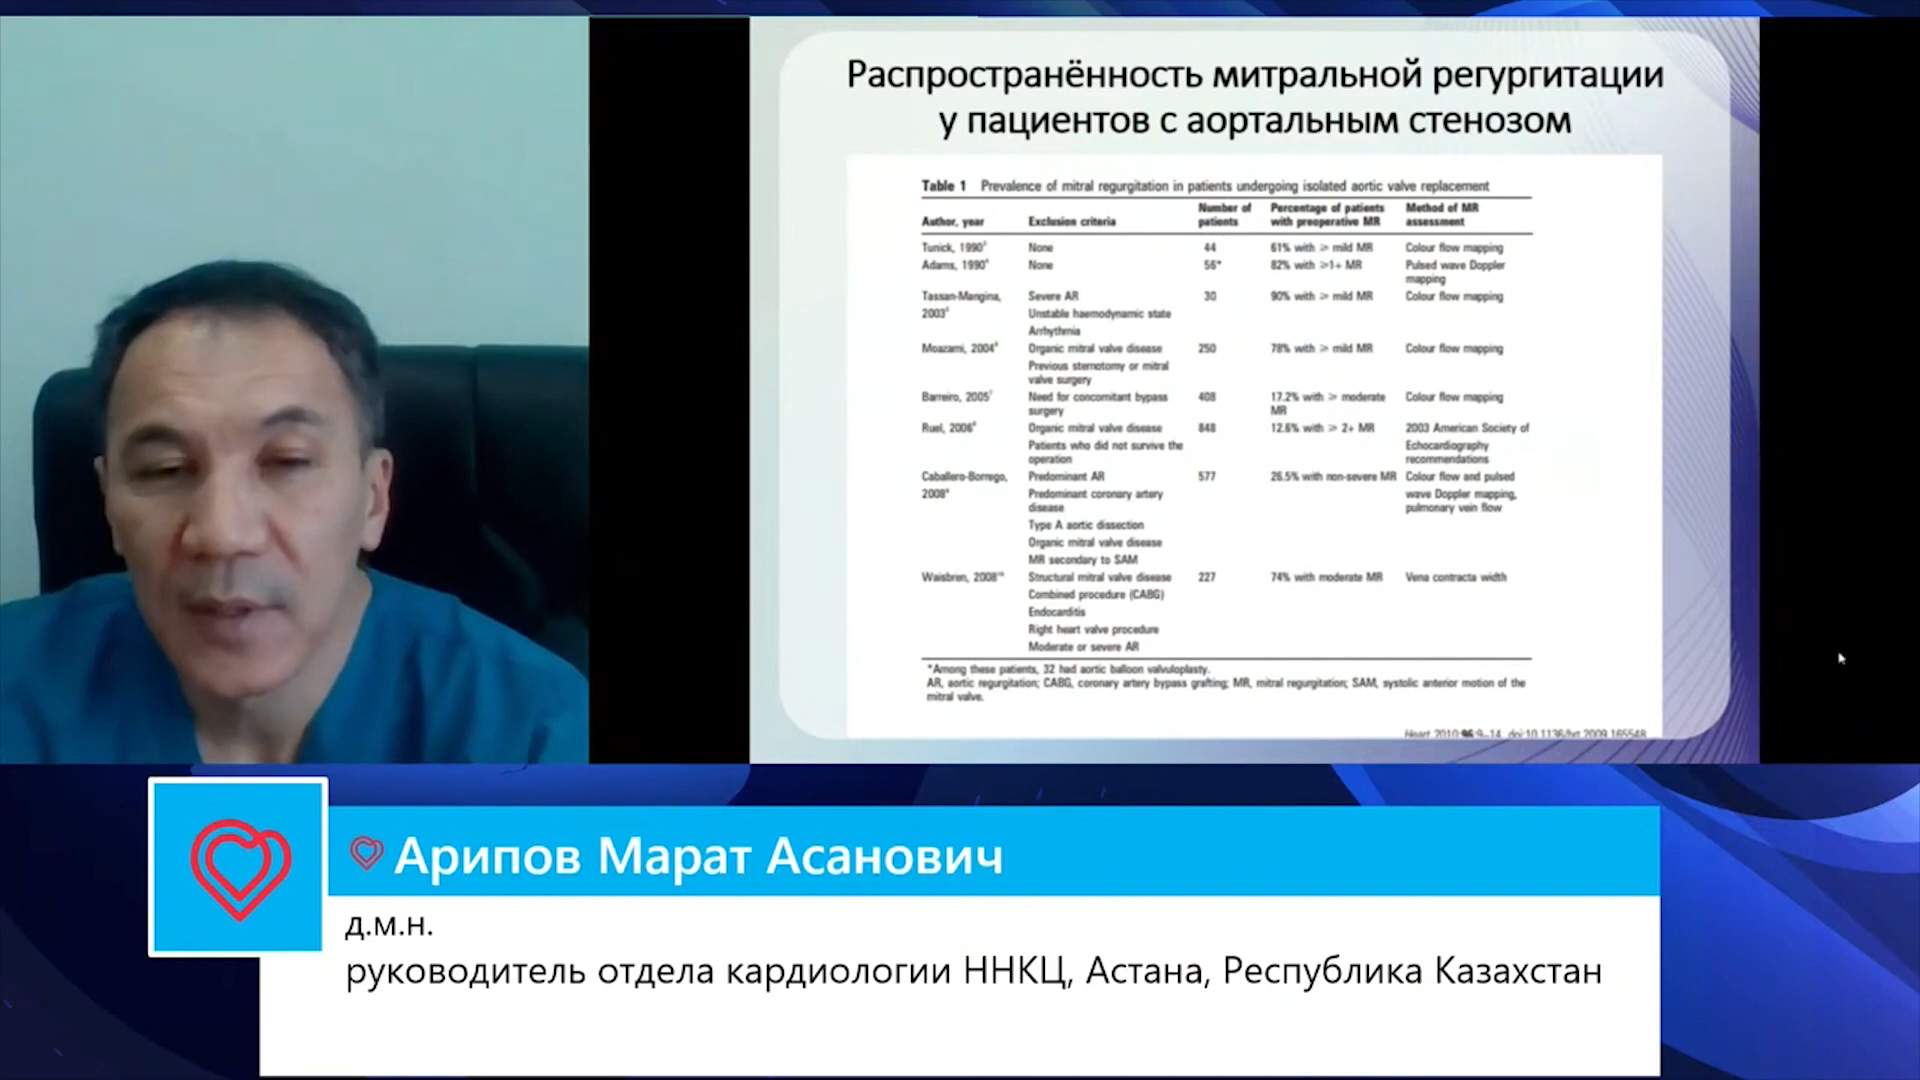 Распространённость митральной регургитации
у пациентов с аортальным стенозом
Table 1 Prevalence of mitral regurgitation in patients undergoing isolated aortic valve replacement
Author, year Exclusion criteria Number of patients Percentage of patients with preoperative MR Method of MR assessment
Tunick, 1990 None 44 61% with ⩾ mild MR Colour flow mapping
Adams, 1990 None 56* 82% with ⩾1+ MR Pulsed wave Doppler
mapping
Tassan-Mangina, Severe AR 30 90% with ⩾ mild MR Colour flow mapping
2003 Unstable haemodynamic state
Arrhythmia
Moazami, 2004 Organic mitral valve disease 250 78% with ⩾ mild MR Colour flow mapping
Previous sternotomy or mitral
valve surgery
Barreiro, 2005 Need for concomitant bypass 408 17.2% with ⩾ moderate Colour flow mapping
surgery MR
Ruel, 2006 Organic mitral valve disease 848 12.6% with ⩾ 2+ MR 2003 American Society of
Patients who did not survive the Echocardiography
operation recommendations
Caballero-Borrego, Predominant AR 577 26.5% with non-severe MR Colour flow and pulsed
2008 Predominant coronary artery wave Doppler mapping,
disease pulmonary vein flow
Type A aortic dissection
Organic mitral valve disease
MR secondary to SAM
Waisbren, 2008 Structural mitral valve disease 227 74% with moderate MR Vena contracta width
Combined procedure (CABG)
Endocarditis
Right heart valve procedure
Moderate or severe AR
*Among these patients, 32 had aortic balloon valvuloplasty.
AR, aortic regurgitation; CABG, coronary artery bypass grafting; MR, mitral regurgitation; SAM, systolic anterior motion of the
mitral valve.
Heart 2010;96:9–14. doi:10.1136/hrt.2009.165548
Арипов Марат Асанович
д.м.н.
руководитель отдела кардиологии ННКЦ, Астана, Республика Казахстан